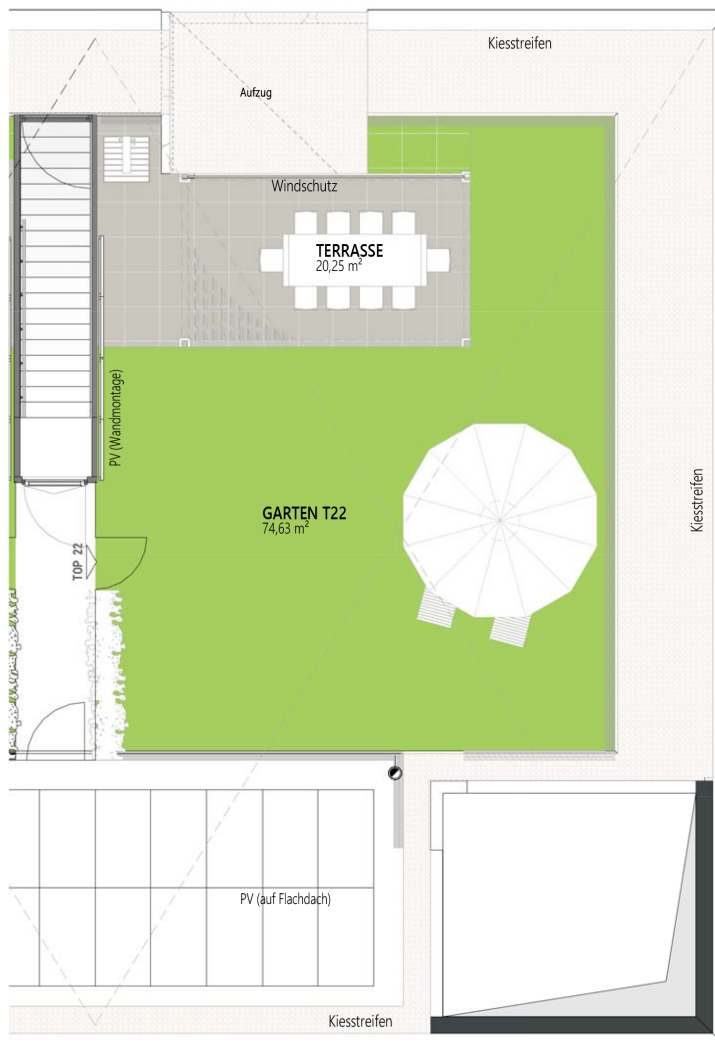 Kiesstreifen
Aufzug
Windschutz
TERRASSE
20,25 m²
PV (Wandmontage)
Kiesstreifen
GARTEN T22
74,63 m²
TOP 22
PV (auf Flachdach)
Kiesstreifen